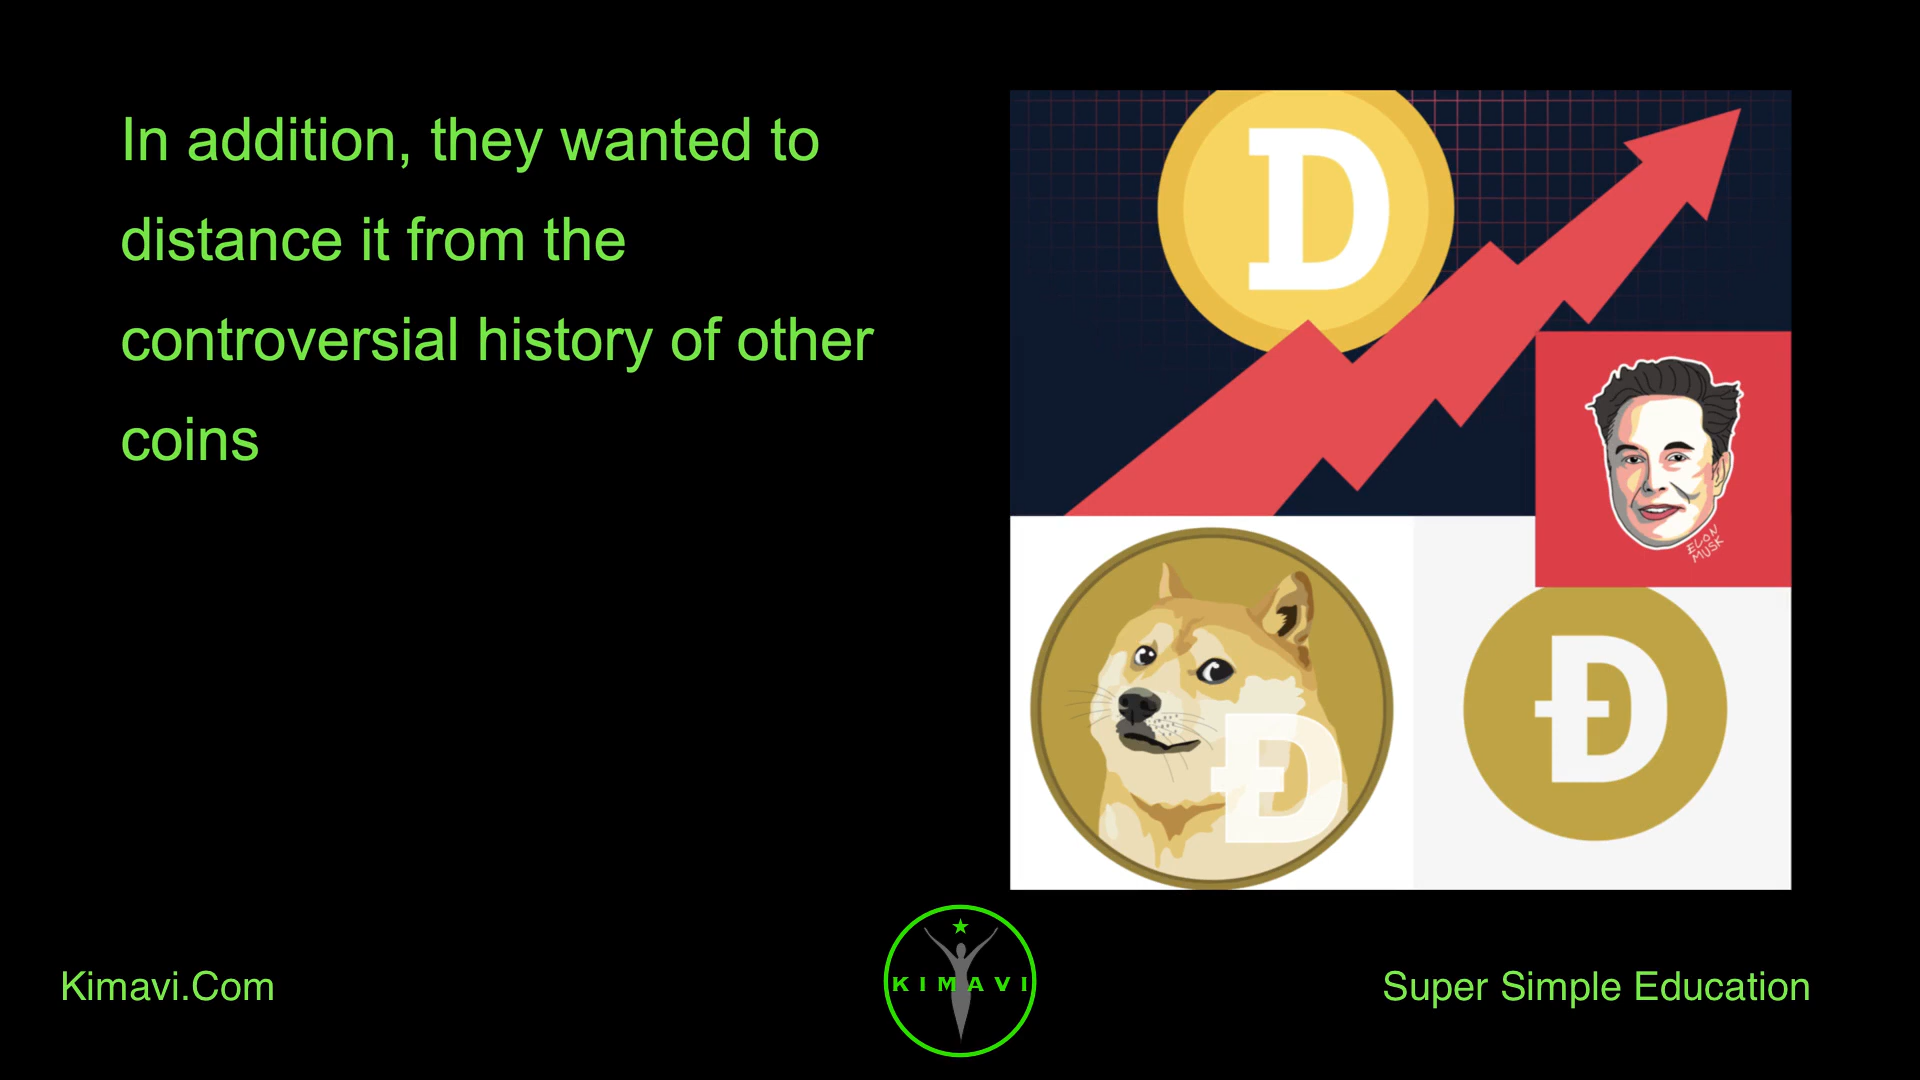 In addition, they wanted to
distance it from the
controversial history of other
coins
D
ELON
MUSK
Ð
Ð
Kimavi.Com
KIMAVI
Super Simple Education